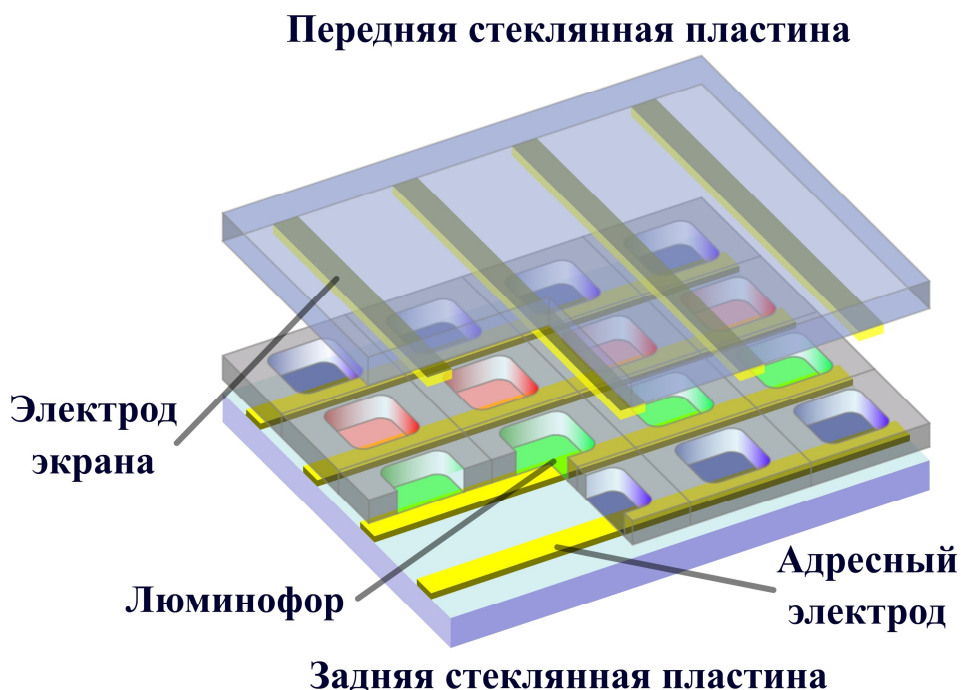 Передняя стеклянная пластина
Электрод
экрана
Люминофор
Адресный
электрод
Задняя стеклянная пластина